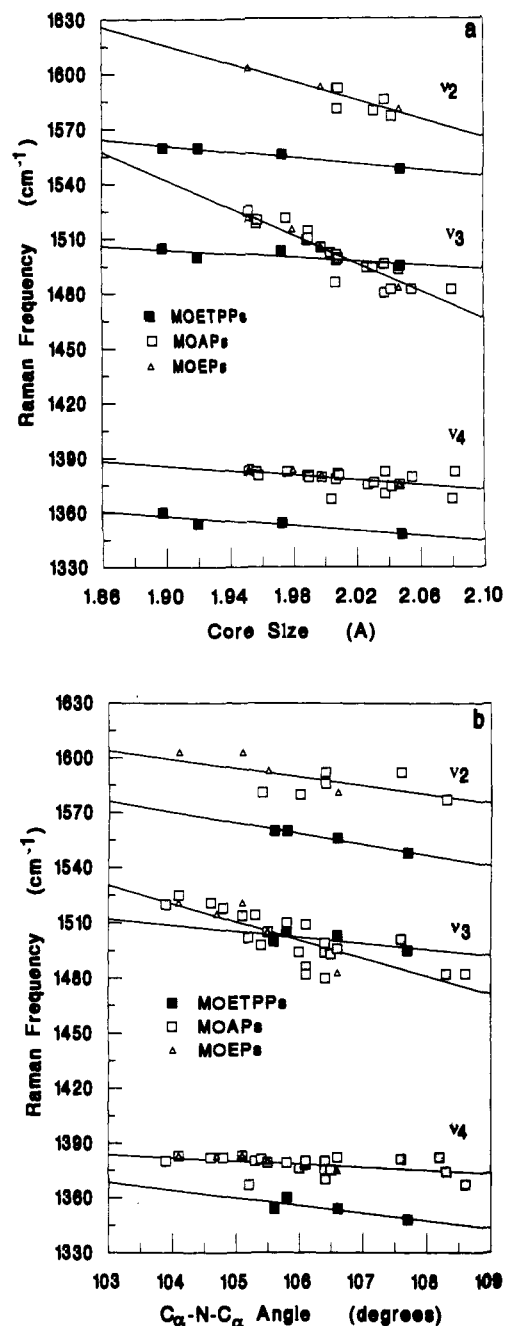 a
1630
1600
1570
1540
1510
1480
1450
1420
1390
1360
1330
Raman Frequency (cm-1)
ν2
ν3
ν4
MOETPPs
MOAPs
MOEPs
1.86 1.90 1.94 1.98 2.02 2.06 2.10
Core Size (A)
b
1630
1600
1570
1540
1510
1480
1450
1420
1390
1360
1330
Raman Frequency (cm-1)
ν2
ν3
ν4
MOETPPs
MOAPs
MOEPs
103 104 105 106 107 108 109
Cα-N-Cα Angle (degrees)